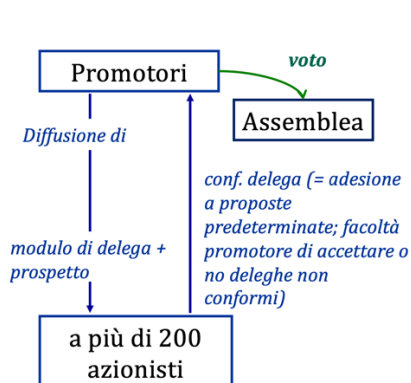 voto
Promotori
Assemblea
Diffusione di
conf. delega (= adesione
a proposte
predeterminate; facoltà
promotore di accettare o
no deleghe non
conformi)
modulo di delega +
prospetto
a più di 200
azionisti